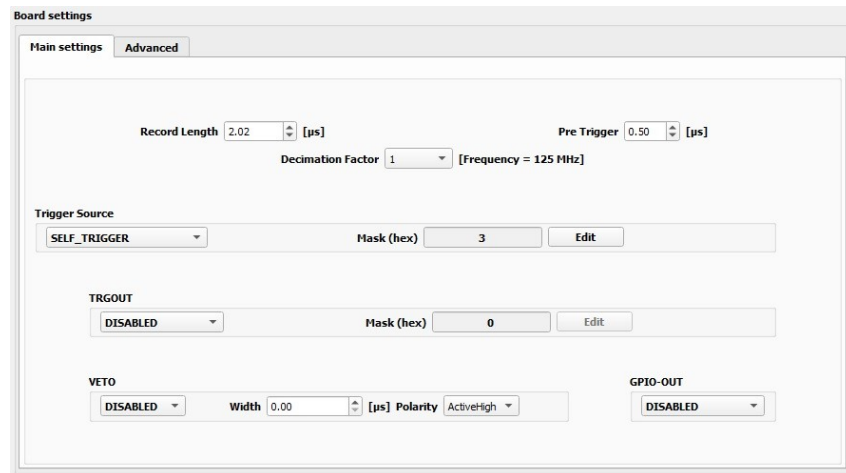 Board settings
Main settings Advanced
Record Length 2.02 [µs] Pre Trigger 0.50 [µs]
Decimation Factor 1 [Frequency = 125 MHz]
Trigger Source
SELF_TRIGGER Mask (hex) 3 Edit
TRGOUT
DISABLED Mask (hex) 0 Edit
VETO GPIO-OUT
DISABLED Width 0.00 [µs] Polarity ActiveHigh DISABLED